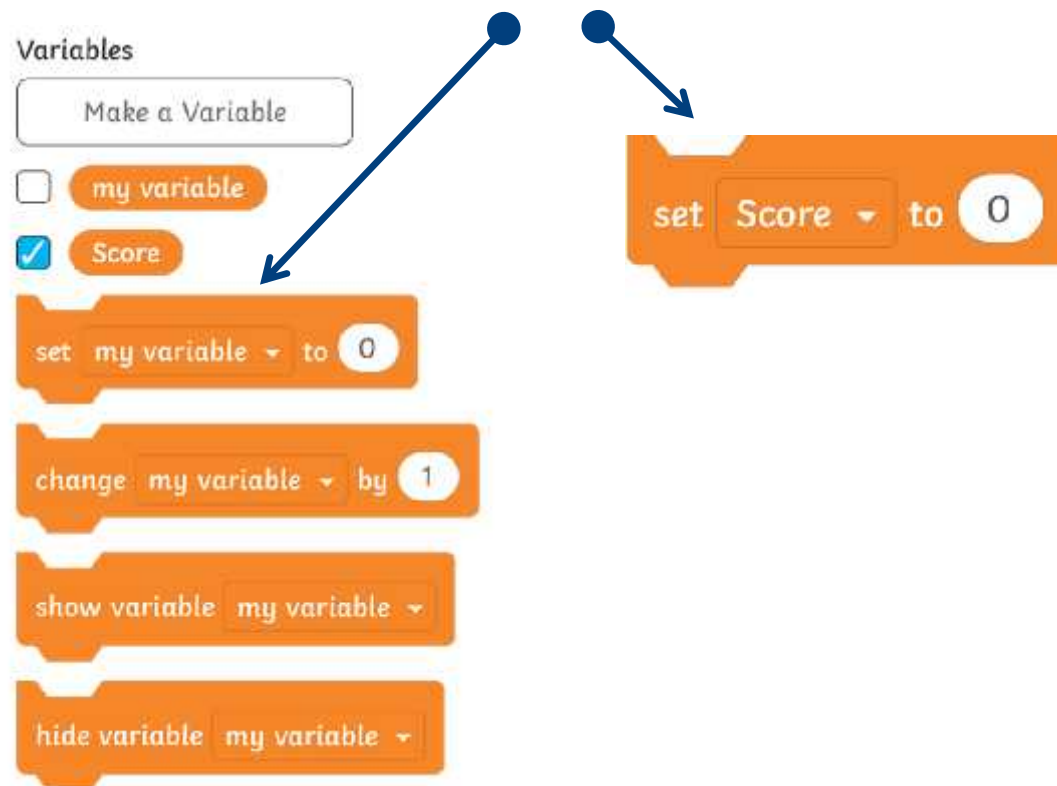 Variables
Make a Variable
my variable
Score
set my variable to 0
change my variable by 1
show variable my variable
hide variable my variable
set Score to 0